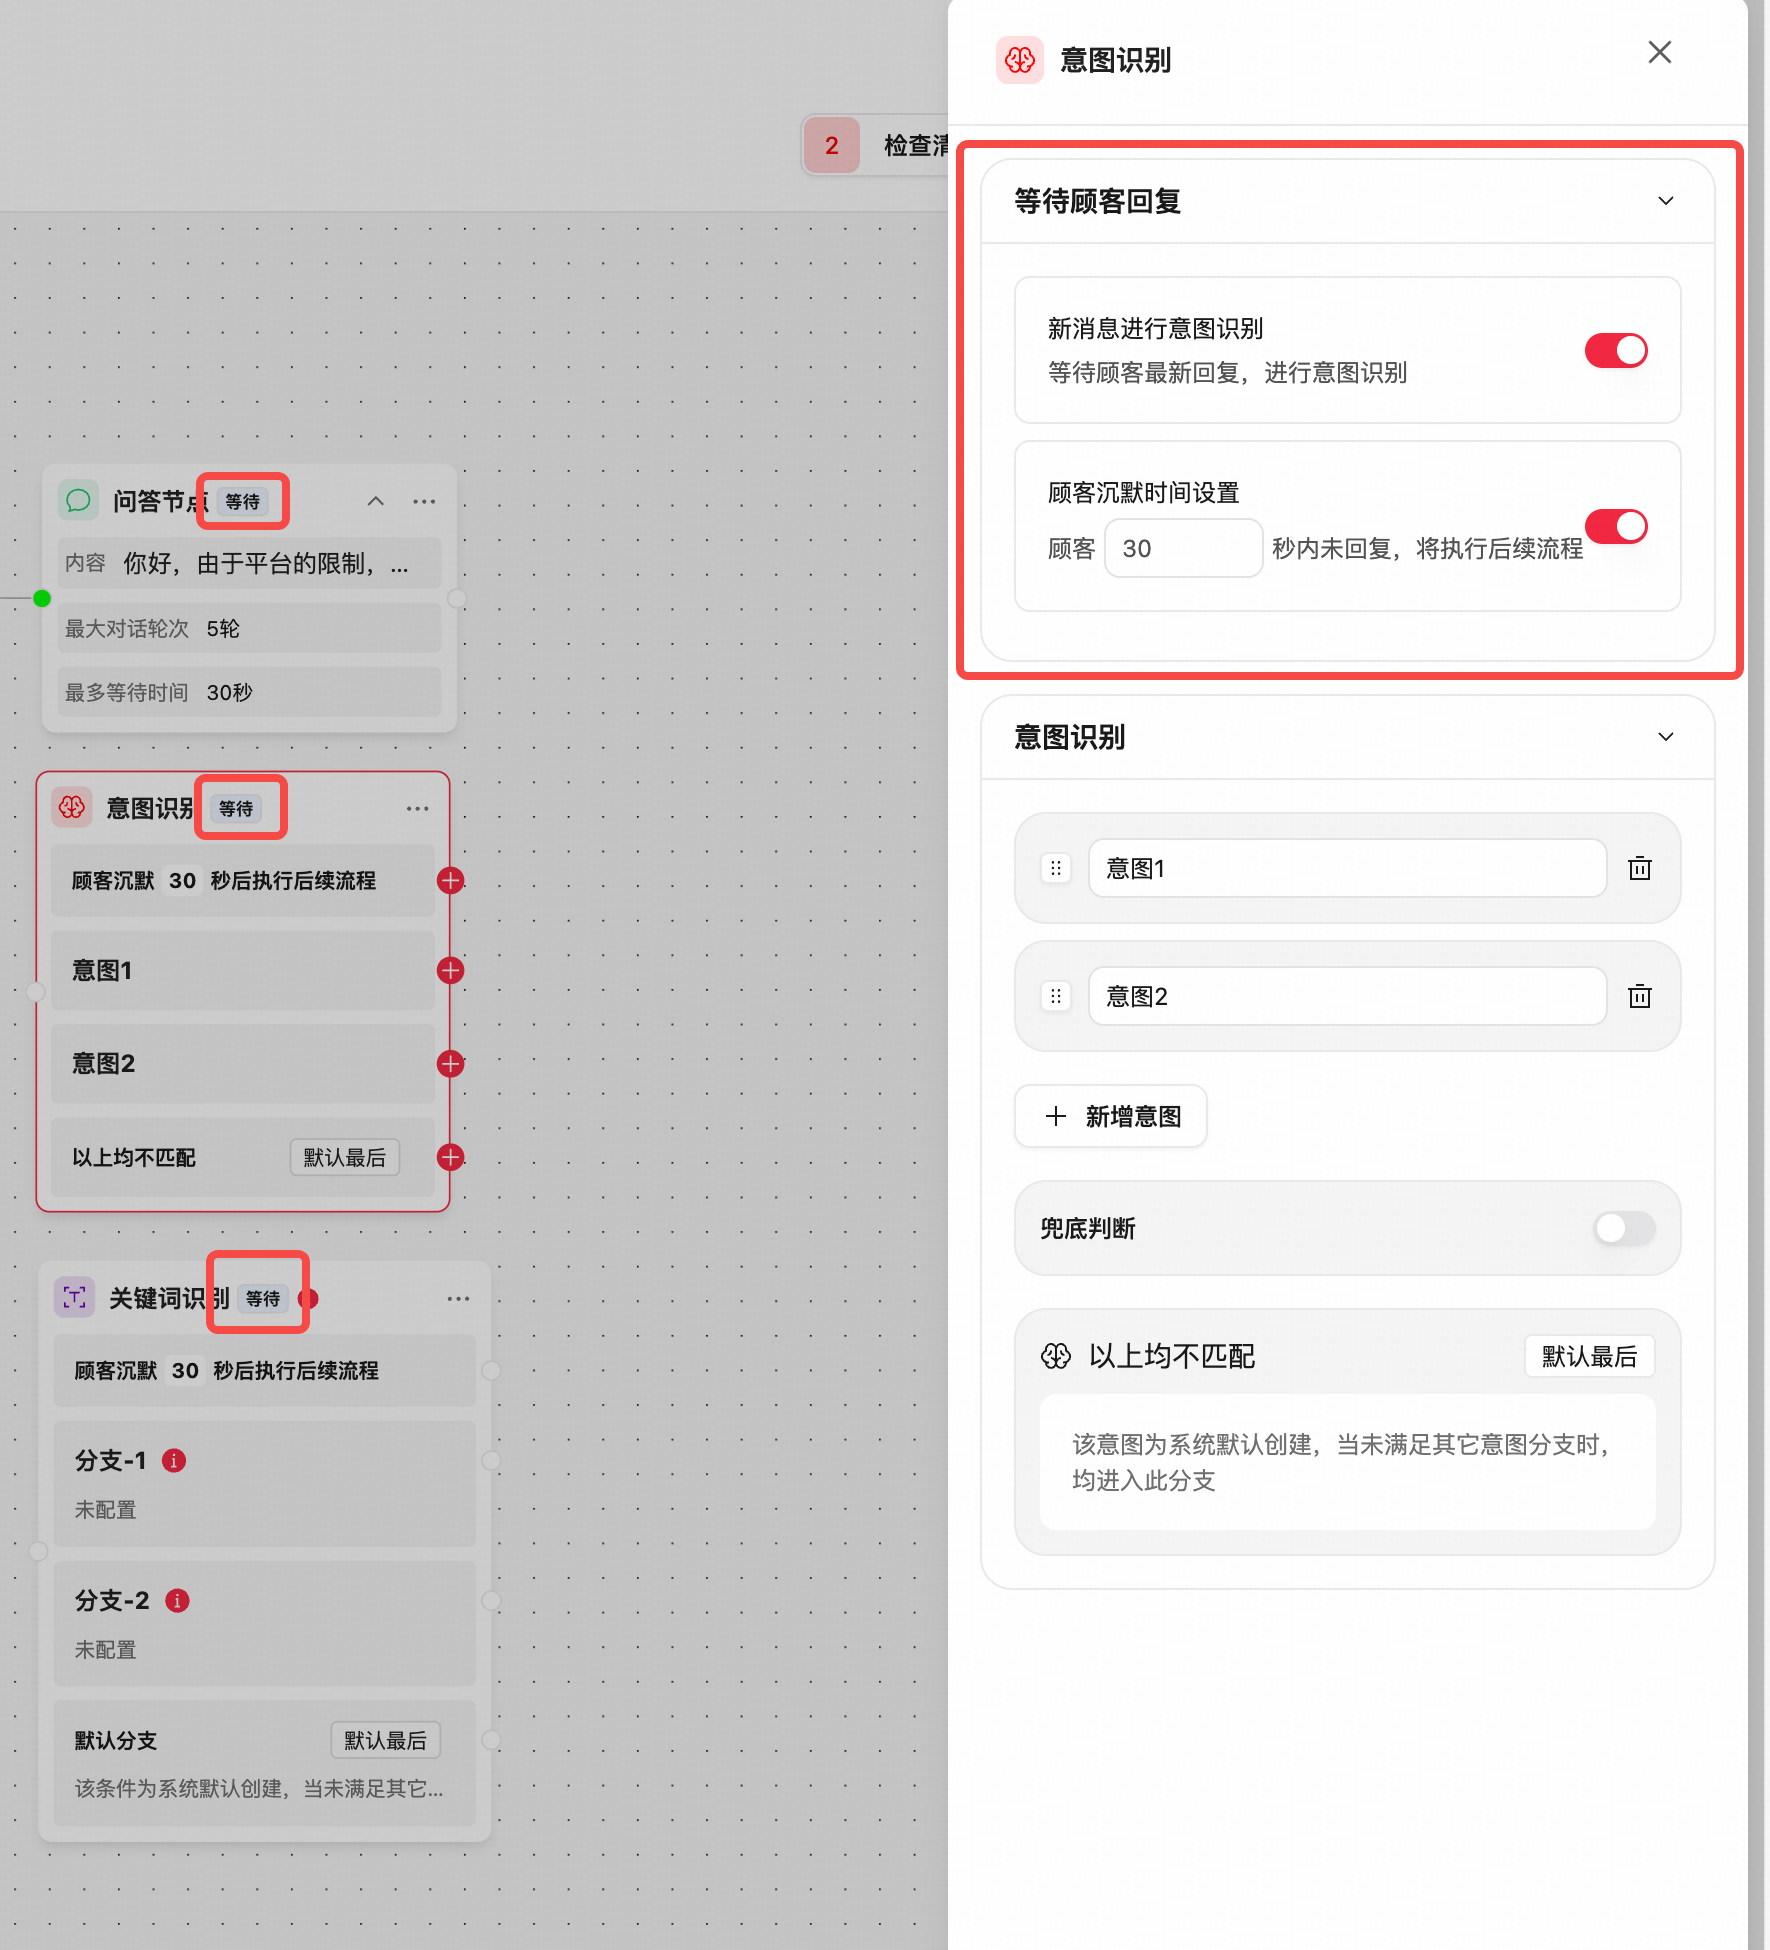 2 检查清
问答节点 等待
内容 你好，由于平台的限制，...
最大对话轮次 5轮
最多等待时间 30秒
意图识别 等待
顾客沉默 30 秒后执行后续流程
意图1
意图2
以上均不匹配 默认最后
关键词识别 等待
顾客沉默 30 秒后执行后续流程
分支-1
未配置
分支-2
未配置
默认分支 默认最后
该条件为系统默认创建，当未满足其它...
意图识别
等待顾客回复
新消息进行意图识别
等待顾客最新回复，进行意图识别
顾客沉默时间设置
顾客 30 秒内未回复，将执行后续流程
意图识别
意图1
意图2
新增意图
兜底判断
以上均不匹配 默认最后
该意图为系统默认创建，当未满足其它意图分支时，
均进入此分支